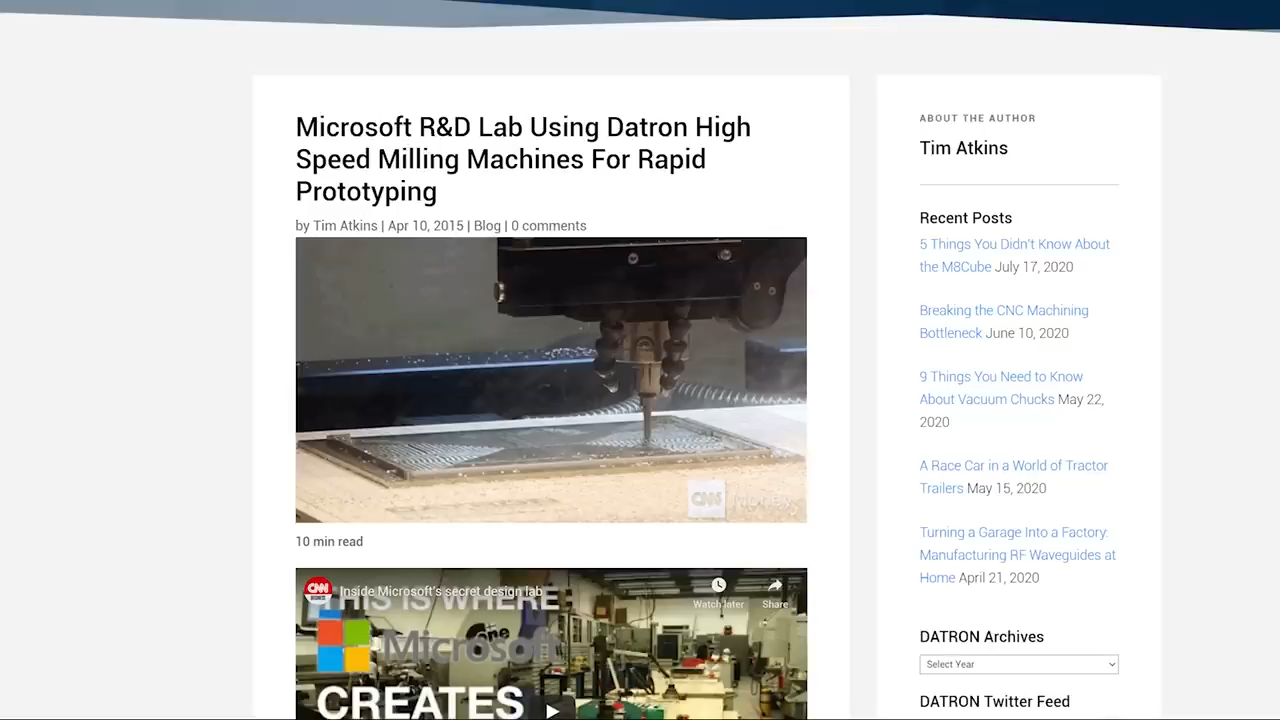 Microsoft R&D Lab Using Datron High
Speed Milling Machines For Rapid
Prototyping
by Tim Atkins | Apr 10, 2015 | Blog | 0 comments
CNN Money
10 min read
CNN
BUSINESS
Inside Microsoft's secret design lab
Watch later
Share
THIS IS WHERE
Microsoft
CREATES
ABOUT THE AUTHOR
Tim Atkins
Recent Posts
5 Things You Didn't Know About
the M8Cube July 17, 2020
Breaking the CNC Machining
Bottleneck June 10, 2020
9 Things You Need to Know
About Vacuum Chucks May 22,
2020
A Race Car in a World of Tractor
Trailers May 15, 2020
Turning a Garage Into a Factory:
Manufacturing RF Waveguides at
Home April 21, 2020
DATRON Archives
Select Year
DATRON Twitter Feed